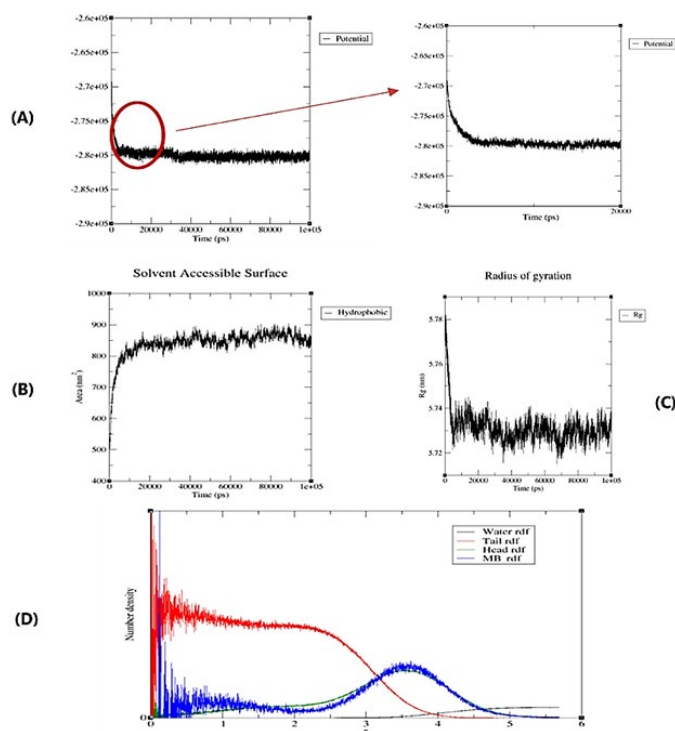 (A)
-2.6e+05
-2.65e+05
-2.7e+05
-2.75e+05
-2.8e+05
-2.85e+05
-2.9e+05
0 20000 40000 60000 80000 1e+05
Time (ps)
Potential
-2.6e+05
-2.65e+05
-2.7e+05
-2.75e+05
-2.8e+05
-2.85e+05
-2.9e+05
0 20000
Time (ps)
Potential
(B)
Solvent Accessible Surface
1000
900
800
700
600
500
400
Area (nm²)
0 20000 40000 60000 80000 1e+05
Time (ps)
Hydrophobic
Radius of gyration
5.78
5.76
5.74
5.72
Rg (nm)
0 20000 40000 60000 80000 1e+05
Time (ps)
Rg
(C)
(D)
Number density
0
0 1 2 3 4 5 6
Water rdf
Tail rdf
Head rdf
MB rdf